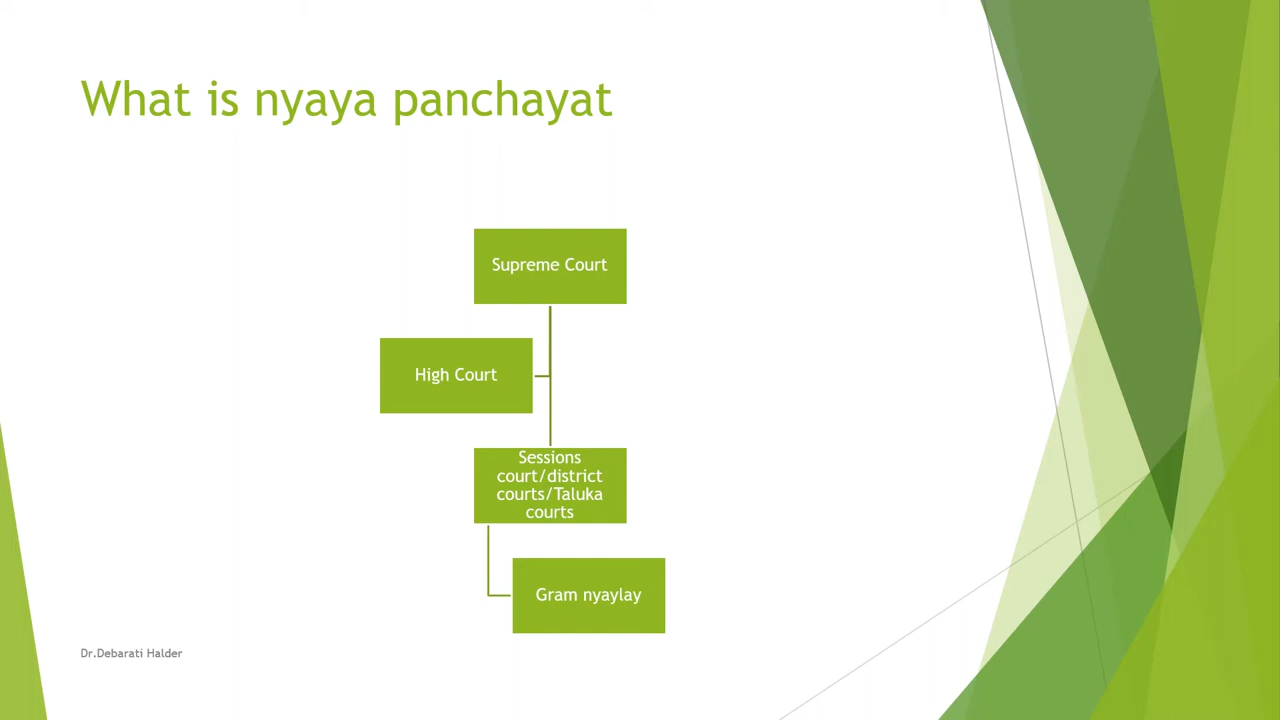 What is nyaya panchayat
Supreme Court
High Court
Sessions
court/district
courts/Taluka
courts
Gram nyaylay
Dr.Debarati Halder